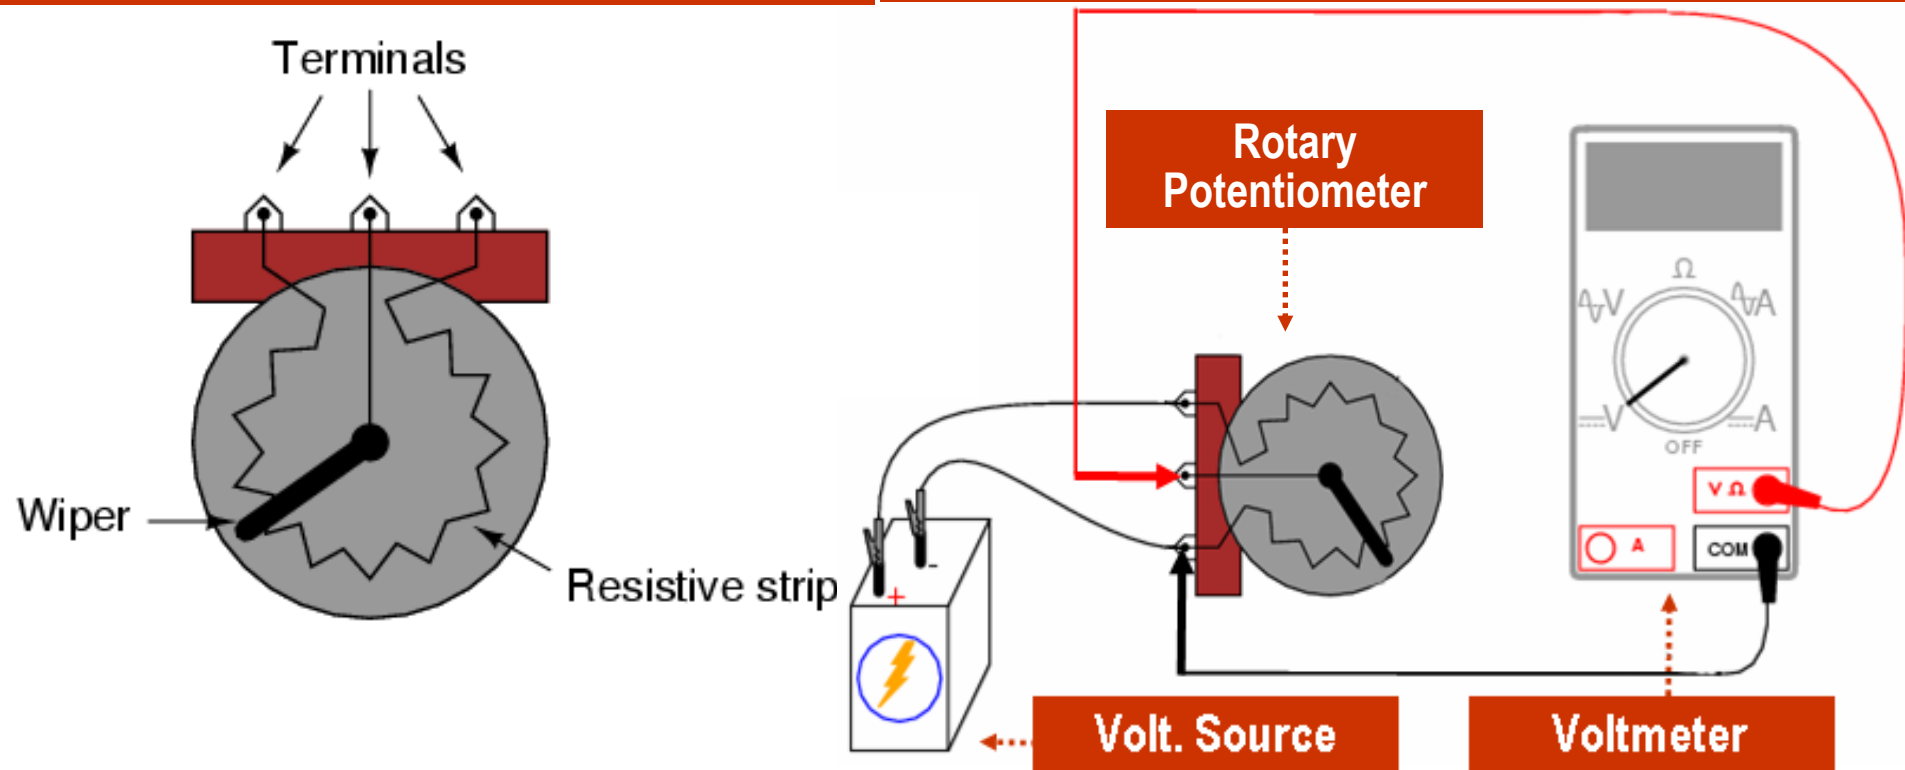 Terminals
Wiper
Resistive strip
Rotary
Potentiometer
Ω
V
A
V
A
OFF
V Ω
A
COM
+
-
Volt. Source
Voltmeter